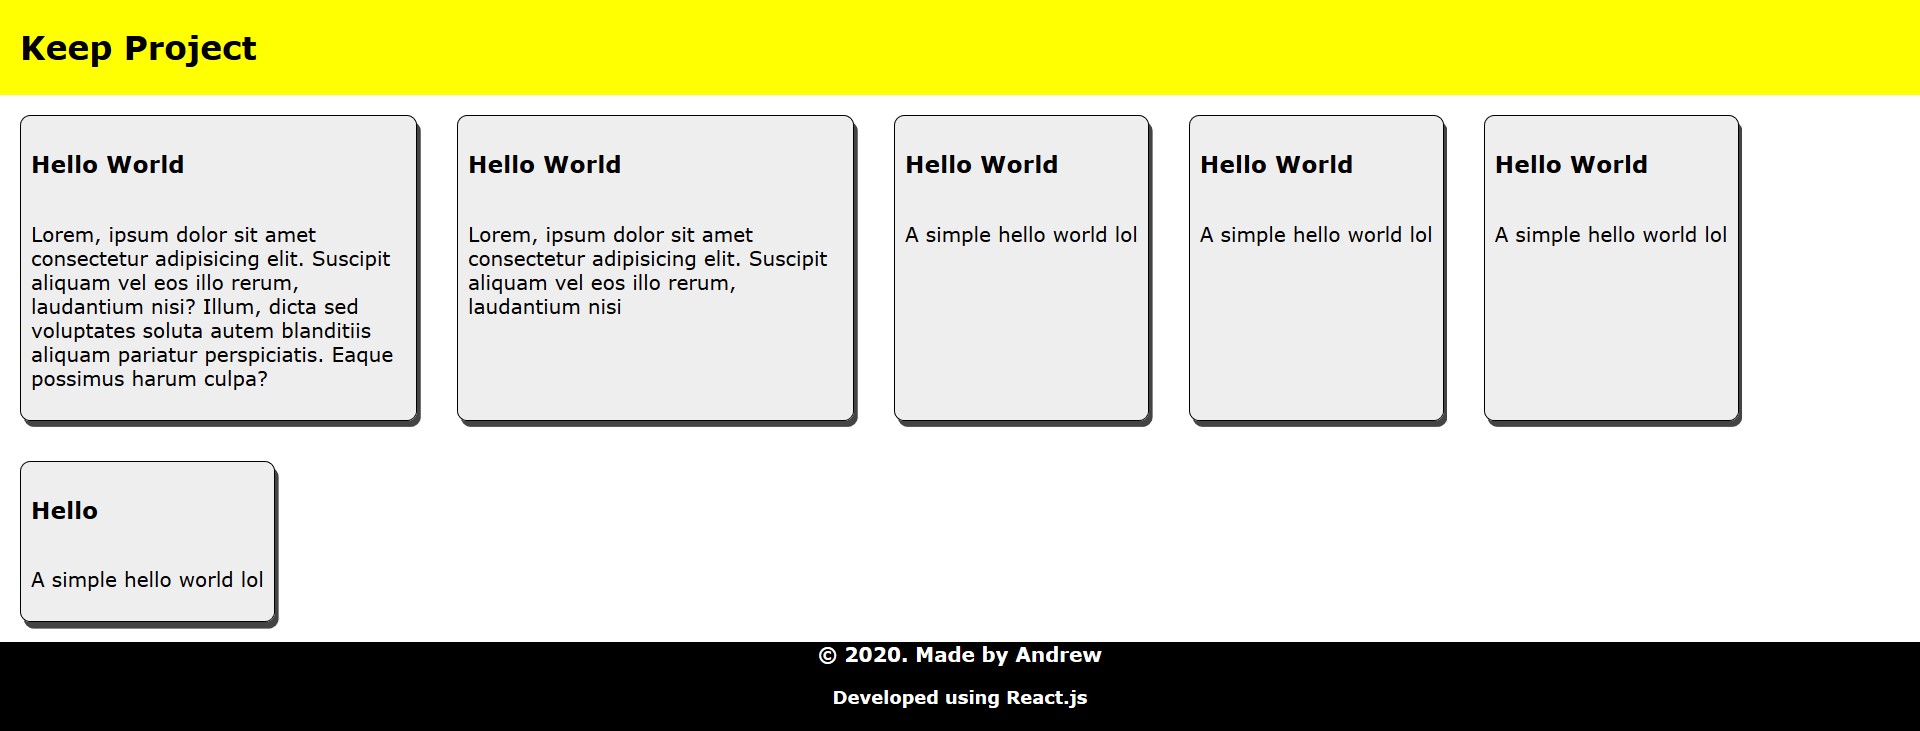 Keep Project
Hello World
Lorem, ipsum dolor sit amet
consectetur adipisicing elit. Suscipit
aliquam vel eos illo rerum,
laudantium nisi? Illum, dicta sed
voluptates soluta autem blanditiis
aliquam pariatur perspiciatis. Eaque
possimus harum culpa?
Hello World
Lorem, ipsum dolor sit amet
consectetur adipisicing elit. Suscipit
aliquam vel eos illo rerum,
laudantium nisi
Hello World
A simple hello world lol
Hello World
A simple hello world lol
Hello World
A simple hello world lol
Hello
A simple hello world lol
© 2020. Made by Andrew
Developed using React.js